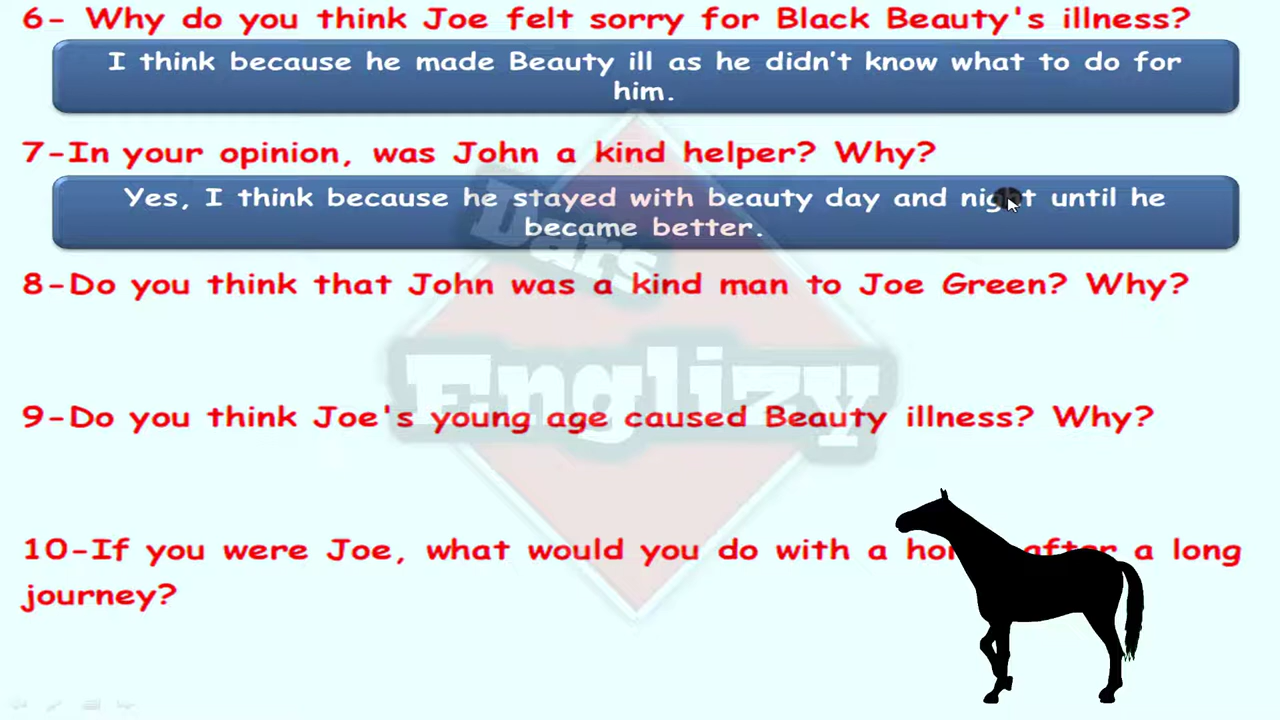 6- Why do you think Joe felt sorry for Black Beauty's illness?
I think because he made Beauty ill as he didn't know what to do for
him.
7-In your opinion, was John a kind helper? Why?
Yes, I think because he stayed with beauty day and night until he
became better.
8-Do you think that John was a kind man to Joe Green? Why?
Dars
Englizy
9-Do you think Joe's young age caused Beauty illness? Why?
10-If you were Joe, what would you do with a after a long
journey?